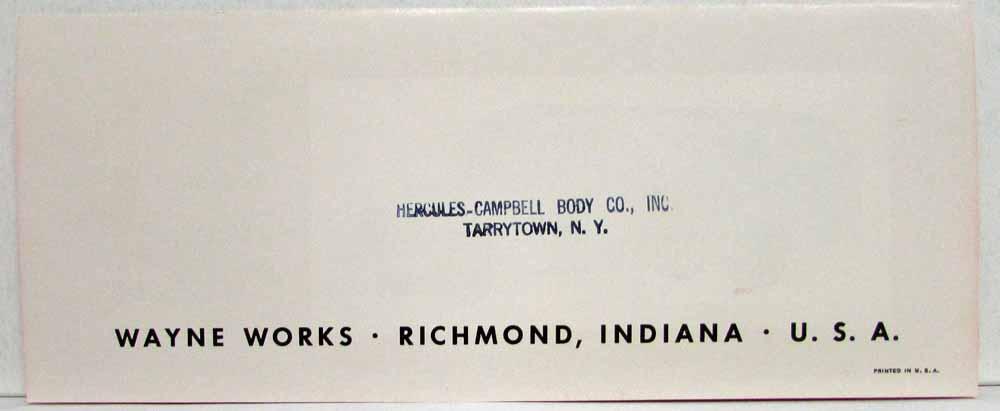 HERCULES-CAMPBELL BODY CO., INC.
TARRYTOWN, N. Y.
WAYNE WORKS · RICHMOND, INDIANA · U. S. A.
PRINTED IN U. S. A.